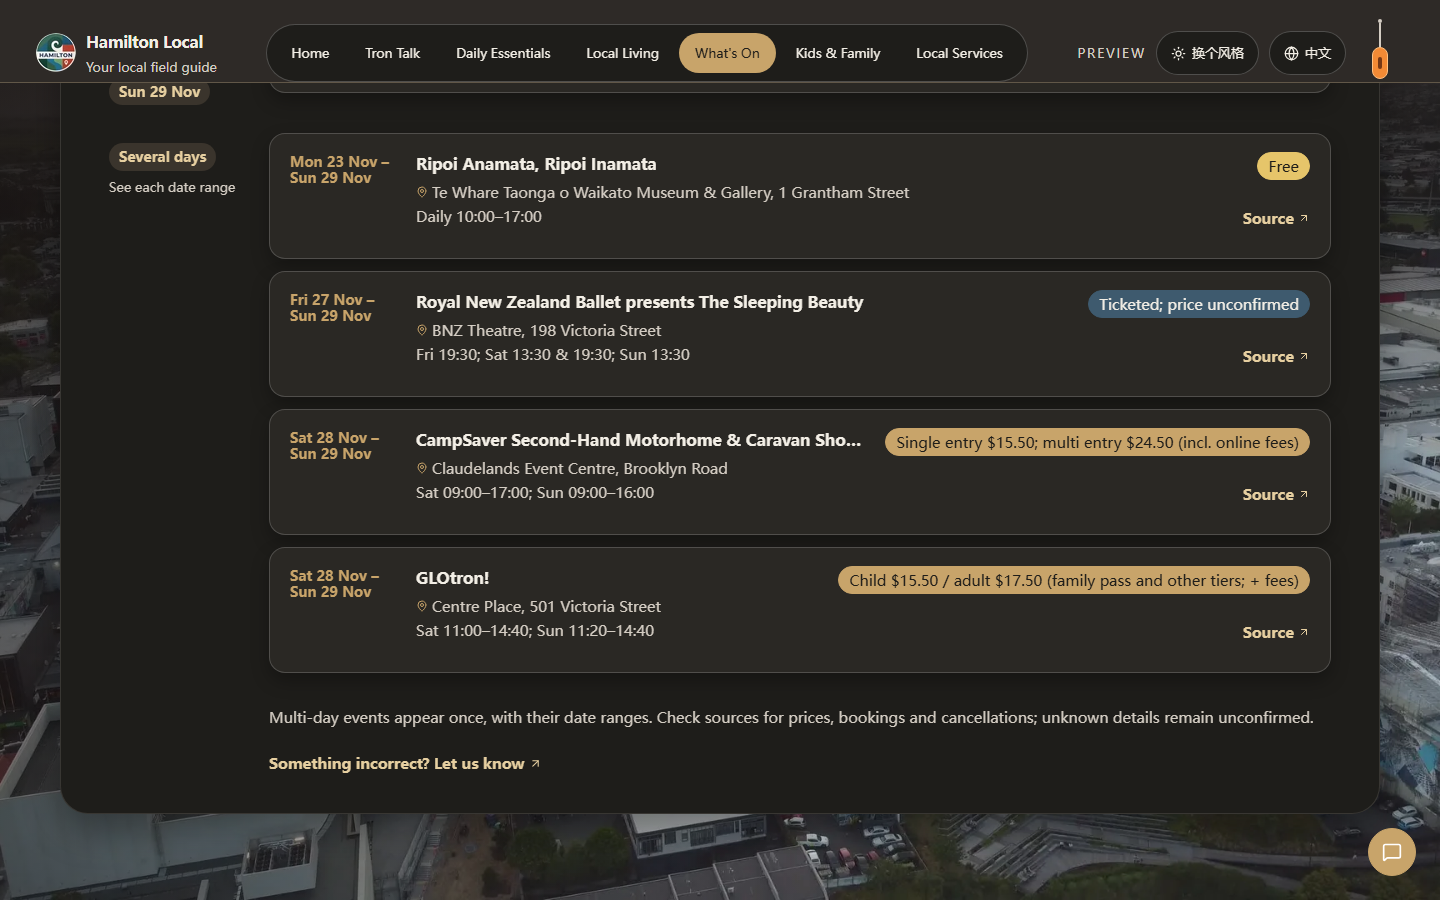 Hamilton Local
Your local field guide
HAMILTON
Home
Tron Talk
Daily Essentials
Local Living
What's On
Kids & Family
Local Services
PREVIEW
换个风格
中文
Sun 29 Nov
Several days
See each date range
Mon 23 Nov –
Sun 29 Nov
Ripoi Anamata, Ripoi Inamata
Te Whare Taonga o Waikato Museum & Gallery, 1 Grantham Street
Daily 10:00–17:00
Free
Source
Fri 27 Nov –
Sun 29 Nov
Royal New Zealand Ballet presents The Sleeping Beauty
BNZ Theatre, 198 Victoria Street
Fri 19:30; Sat 13:30 & 19:30; Sun 13:30
Ticketed; price unconfirmed
Source
Sat 28 Nov –
Sun 29 Nov
CampSaver Second-Hand Motorhome & Caravan Sho...
Claudelands Event Centre, Brooklyn Road
Sat 09:00–17:00; Sun 09:00–16:00
Single entry $15.50; multi entry $24.50 (incl. online fees)
Source
Sat 28 Nov –
Sun 29 Nov
GLOtron!
Centre Place, 501 Victoria Street
Sat 11:00–14:40; Sun 11:20–14:40
Child $15.50 / adult $17.50 (family pass and other tiers; + fees)
Source
Multi-day events appear once, with their date ranges. Check sources for prices, bookings and cancellations; unknown details remain unconfirmed.
Something incorrect? Let us know